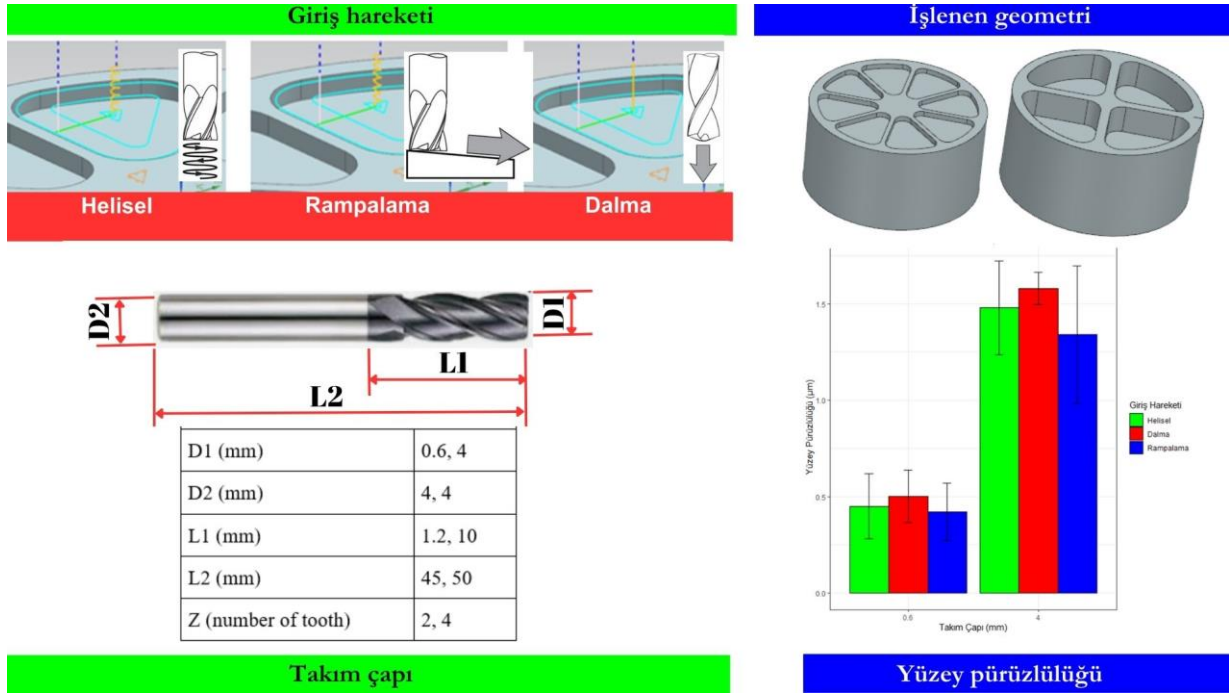 Giriş hareketi
İşlenen geometri
Helisel
Rampalama
Dalma
D2
D1
L1
L2
D1 (mm) 0.6, 4
D2 (mm) 4, 4
L1 (mm) 1.2, 10
L2 (mm) 45, 50
Z (number of tooth) 2, 4
Yüzey Pürüzlülüğü (µm)
1.5
1.0
0.5
0.0
0.6
4
Takım Çapı (mm)
Giriş Hareketi
Helisel
Dalma
Rampalama
Takım çapı
Yüzey pürüzlülüğü